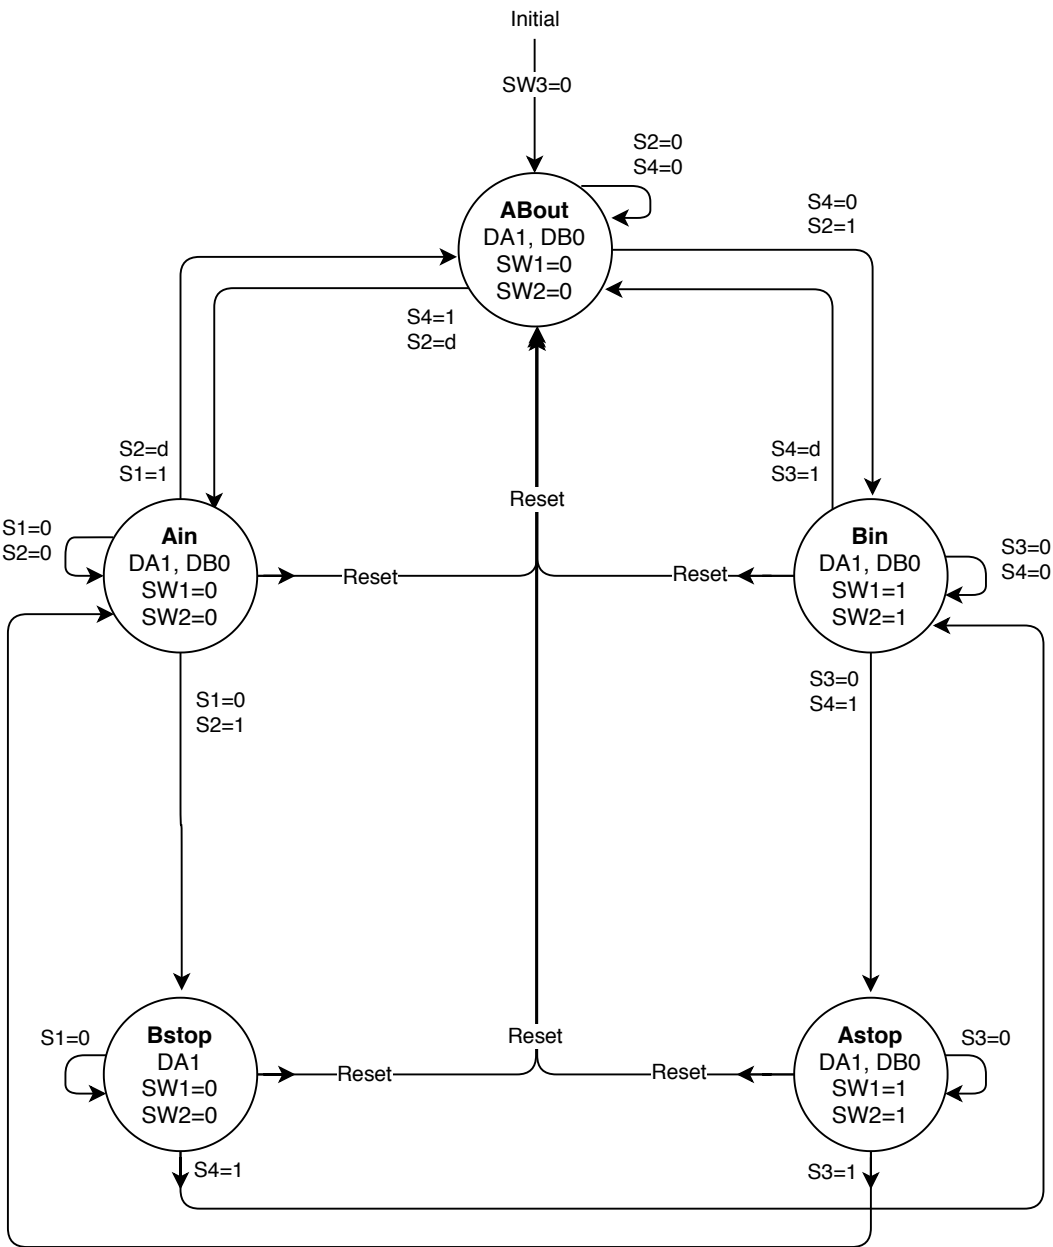 Initial
SW3=0
S2=0
S4=0
ABout
DA1, DB0
SW1=0
SW2=0
S4=0
S2=1
S4=1
S2=d
S2=d
S1=1
S4=d
S3=1
Reset
S1=0
S2=0
Ain
DA1, DB0
SW1=0
SW2=0
Reset
Reset
Bin
DA1, DB0
SW1=1
SW2=1
S3=0
S4=0
S1=0
S2=1
S3=0
S4=1
S1=0
Bstop
DA1
SW1=0
SW2=0
Reset
Reset
Reset
Astop
DA1, DB0
SW1=1
SW2=1
S3=0
S4=1
S3=1